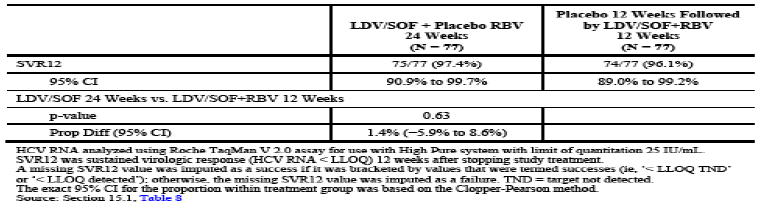 LDV/SOF + Placebo RBV
24 Weeks
(N = 77)
Placebo 12 Weeks Followed
by LDV/SOF+RBV
12 Weeks
(N = 77)
SVR12 75/77 (97.4%) 74/77 (96.1%)
95% CI 90.9% to 99.7% 89.0% to 99.2%
LDV/SOF 24 Weeks vs. LDV/SOF+RBV 12 Weeks
p-value 0.63
Prop Diff (95% CI) 1.4% (−5.9% to 8.6%)
HCV RNA analyzed using Roche TaqMan V 2.0 assay for use with High Pure system with limit of quantitation 25 IU/mL.
SVR12 was sustained virologic response (HCV RNA < LLOQ) 12 weeks after stopping study treatment.
A missing SVR12 value was imputed as a success if it was bracketed by values that were termed successes (ie, ‘< LLOQ TND’
or ‘< LLOQ detected’); otherwise, the missing SVR12 value was imputed as a failure. TND = target not detected.
The exact 95% CI for the proportion within treatment group was based on the Clopper-Pearson method.
Source: Section 15.1, Table 8